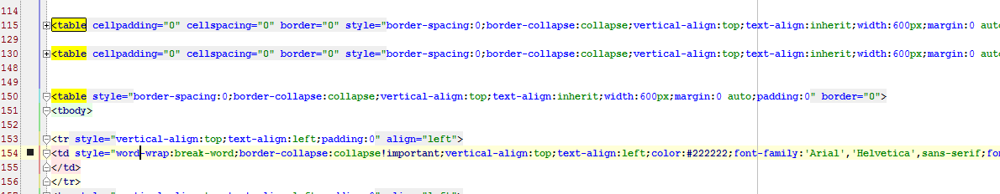 114
115 <table cellpadding="0" cellspacing="0" border="0" style="border-spacing:0;border-collapse:collapse;vertical-align:top;text-align:inherit;width:600px;margin:0 aut
129
130 <table cellpadding="0" cellspacing="0" border="0" style="border-spacing:0;border-collapse:collapse;vertical-align:top;text-align:inherit;width:600px;margin:0 aut
148
149
150 <table style="border-spacing:0;border-collapse:collapse;vertical-align:top;text-align:inherit;width:600px;margin:0 auto;padding:0" border="0">
151 <tbody>
152
153 <tr style="vertical-align:top;text-align:left;padding:0" align="left">
154 <td style="word-wrap:break-word;border-collapse:collapse!important;vertical-align:top;text-align:left;color:#222222;font-family:'Arial','Helvetica',sans-serif;fon
155 </td>
156 </tr>